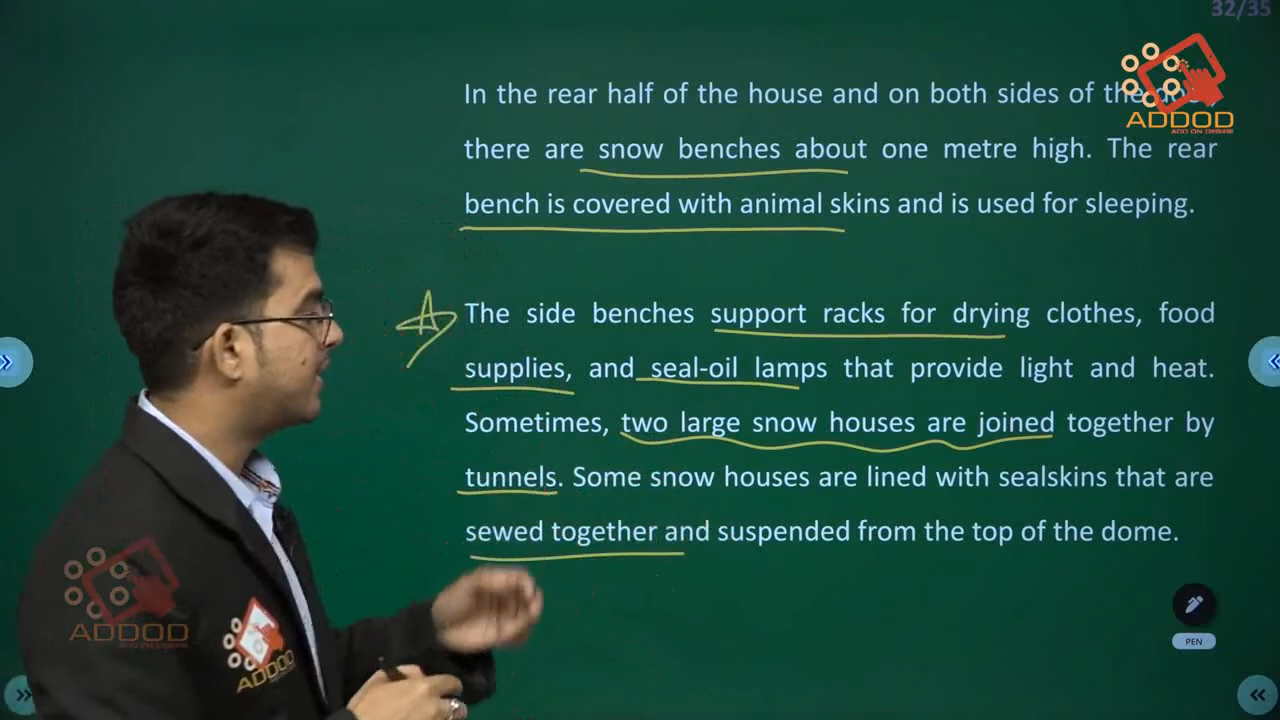 32/35
In the rear half of the house and on both sides of the
there are snow benches about one metre high. The rear
bench is covered with animal skins and is used for sleeping.
The side benches support racks for drying clothes, food
supplies, and seal-oil lamps that provide light and heat.
Sometimes, two large snow houses are joined together by
tunnels. Some snow houses are lined with sealskins that are
sewed together and suspended from the top of the dome.
ADDOD
ADD ON DESIRE
ADDOD
ADDOD
PEN